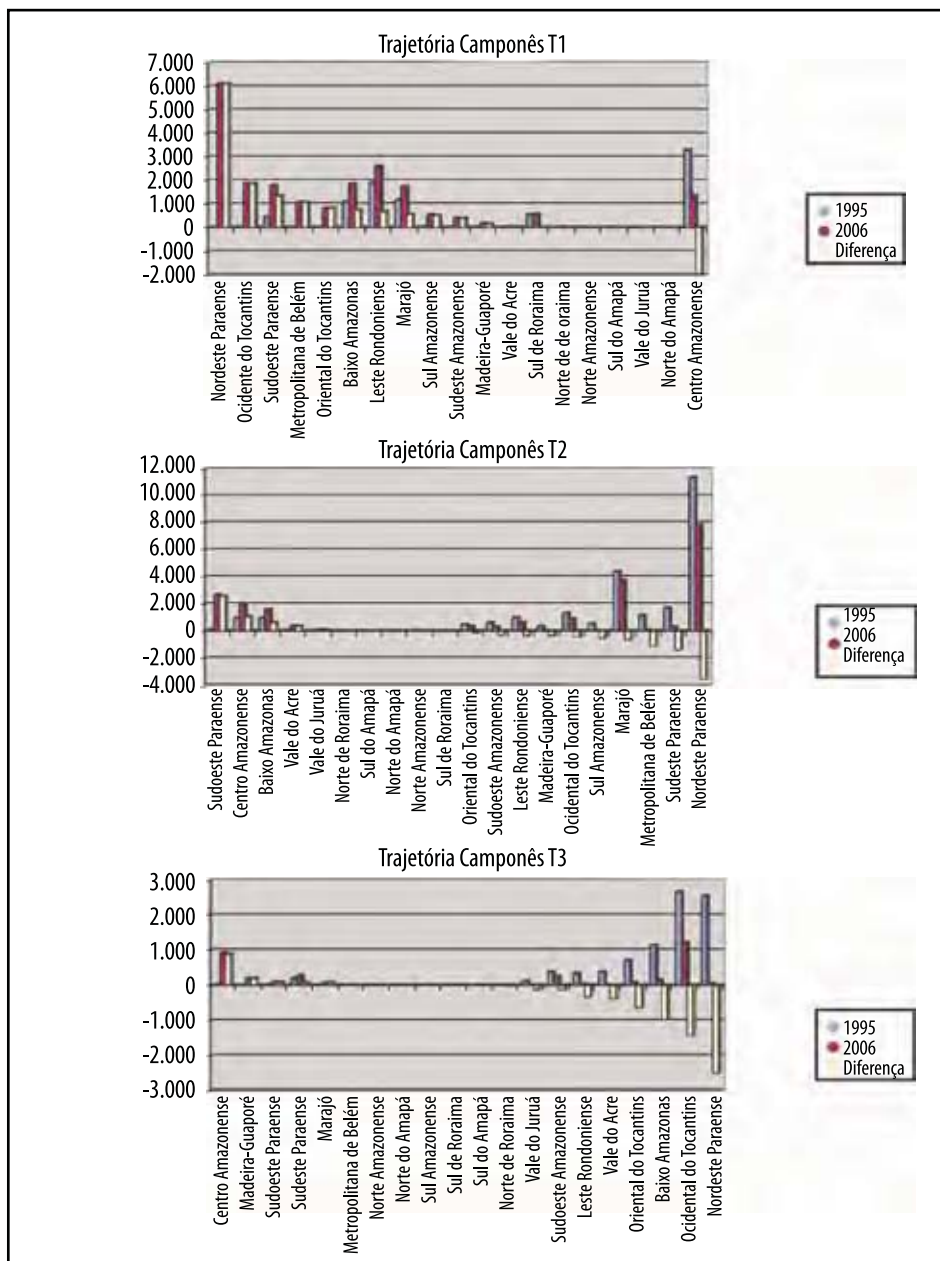 Trajetória Camponês T1
7.000
6.000
5.000
4.000
3.000
2.000
1.000
0
-1.000
-2.000
Nordeste Paraense
Ocidente do Tocantins
Sudoeste Paraense
Metropolitana de Belém
Oriental do Tocantins
Baixo Amazonas
Leste Rondoniense
Marajó
Sul Amazonense
Sudeste Amazonense
Madeira-Guaporé
Vale do Acre
Sul de Roraima
Norte de de oraima
Norte Amazonense
Sul do Amapá
Vale do Juruá
Norte do Amapá
Centro Amazonense
1995
2006
Diferença
Trajetória Camponês T2
12.000
10.000
8.000
6.000
4.000
2.000
0
-2.000
-4.000
Sudoeste Paraense
Centro Amazonense
Baixo Amazonas
Vale do Acre
Vale do Juruá
Norte de Roraima
Sul do Amapá
Norte do Amapá
Norte Amazonense
Sul de Roraima
Oriental do Tocantins
Sudoeste Amazonense
Leste Rondoniense
Madeira-Guaporé
Ocidental do Tocantins
Sul Amazonense
Marajó
Metropolitana de Belém
Sudeste Paraense
Nordeste Paraense
1995
2006
Diferença
Trajetória Camponês T3
3.000
2.000
1.000
0
-1.000
-2.000
-3.000
Centro Amazonense
Madeira-Guaporé
Sudoeste Paraense
Sudeste Paraense
Marajó
Metropolitana de Belém
Norte Amazonense
Norte do Amapá
Sul Amazonense
Sul de Roraima
Sul do Amapá
Norte de Roraima
Vale do Juruá
Sudoeste Amazonense
Leste Rondoniense
Vale do Acre
Oriental do Tocantins
Baixo Amazonas
Ocidental do Tocantins
Nordeste Paraense
1995
2006
Diferença